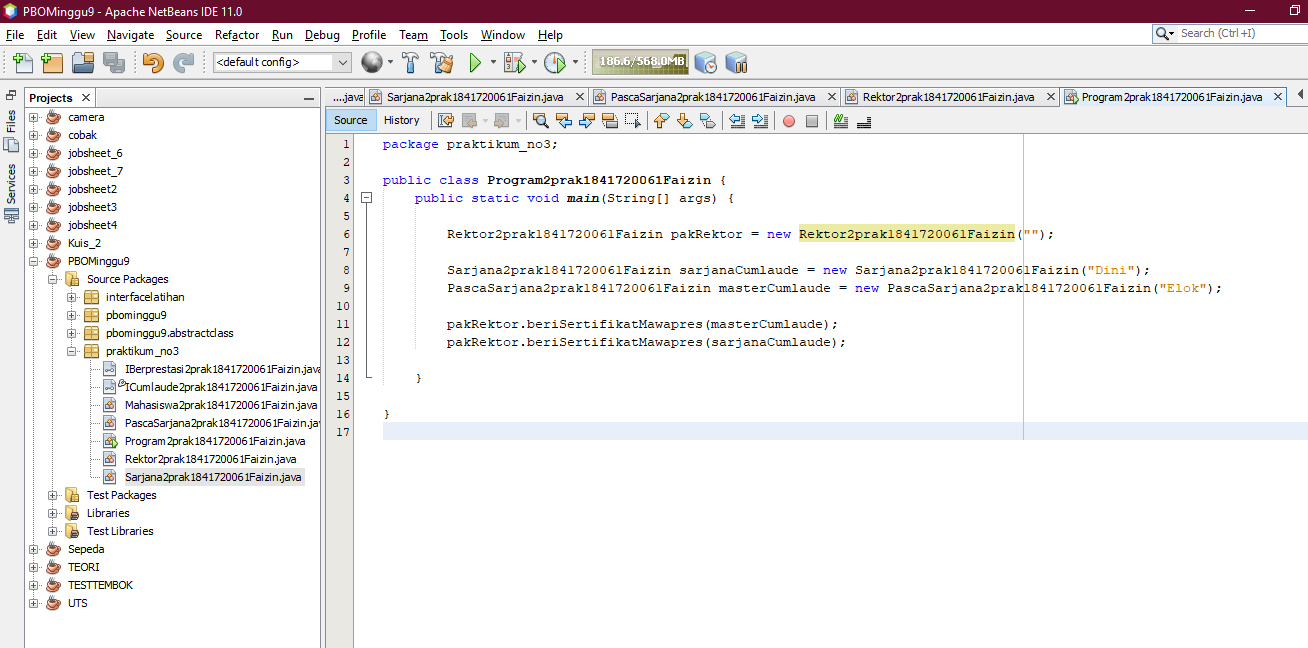 PBOMinggu9 - Apache NetBeans IDE 11.0
File Edit View Navigate Source Refactor Run Debug Profile Team Tools Window Help
Search (Ctrl+I)
<default config>
186.6/568.0MB
Files
Services
Projects
camera
cobak
jobsheet_6
jobsheet_7
jobsheet2
jobsheet3
jobsheet4
Kuis_2
PBOMinggu9
Source Packages
interfacelatihan
pbominggu9
pbominggu9.abstractclass
praktikum_no3
IBerprestasi2prak1841720061Faizin.java
ICumlaude2prak1841720061Faizin.java
Mahasiswa2prak1841720061Faizin.java
PascaSarjana2prak1841720061Faizin.jav
Program2prak1841720061Faizin.java
Rektor2prak1841720061Faizin.java
Sarjana2prak1841720061Faizin.java
Test Packages
Libraries
Test Libraries
Sepeda
TEORI
TESTTEMBOK
UTS
....java Sarjana2prak1841720061Faizin.java PascaSarjana2prak1841720061Faizin.java Rektor2prak1841720061Faizin.java Program2prak1841720061Faizin.java
Source History
1 package praktikum_no3;
2
3 public class Program2prak1841720061Faizin {
4 public static void main(String[] args) {
5
6 Rektor2prak1841720061Faizin pakRektor = new Rektor2prak1841720061Faizin("");
7
8 Sarjana2prak1841720061Faizin sarjanaCumlaude = new Sarjana2prak1841720061Faizin("Dini");
9 PascaSarjana2prak1841720061Faizin masterCumlaude = new PascaSarjana2prak1841720061Faizin("Elok");
10
11 pakRektor.beriSertifikatMawapres(masterCumlaude);
12 pakRektor.beriSertifikatMawapres(sarjanaCumlaude);
13
14 }
15
16 }
17